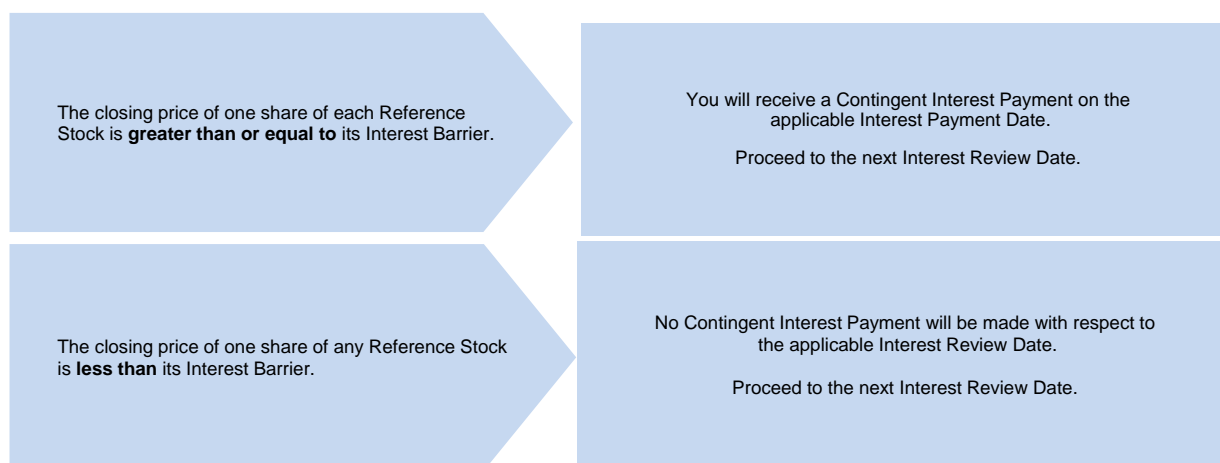 The closing price of one share of each Reference
Stock is greater than or equal to its Interest Barrier.
You will receive a Contingent Interest Payment on the
applicable Interest Payment Date.
Proceed to the next Interest Review Date.
The closing price of one share of any Reference Stock
is less than its Interest Barrier.
No Contingent Interest Payment will be made with respect to
the applicable Interest Review Date.
Proceed to the next Interest Review Date.